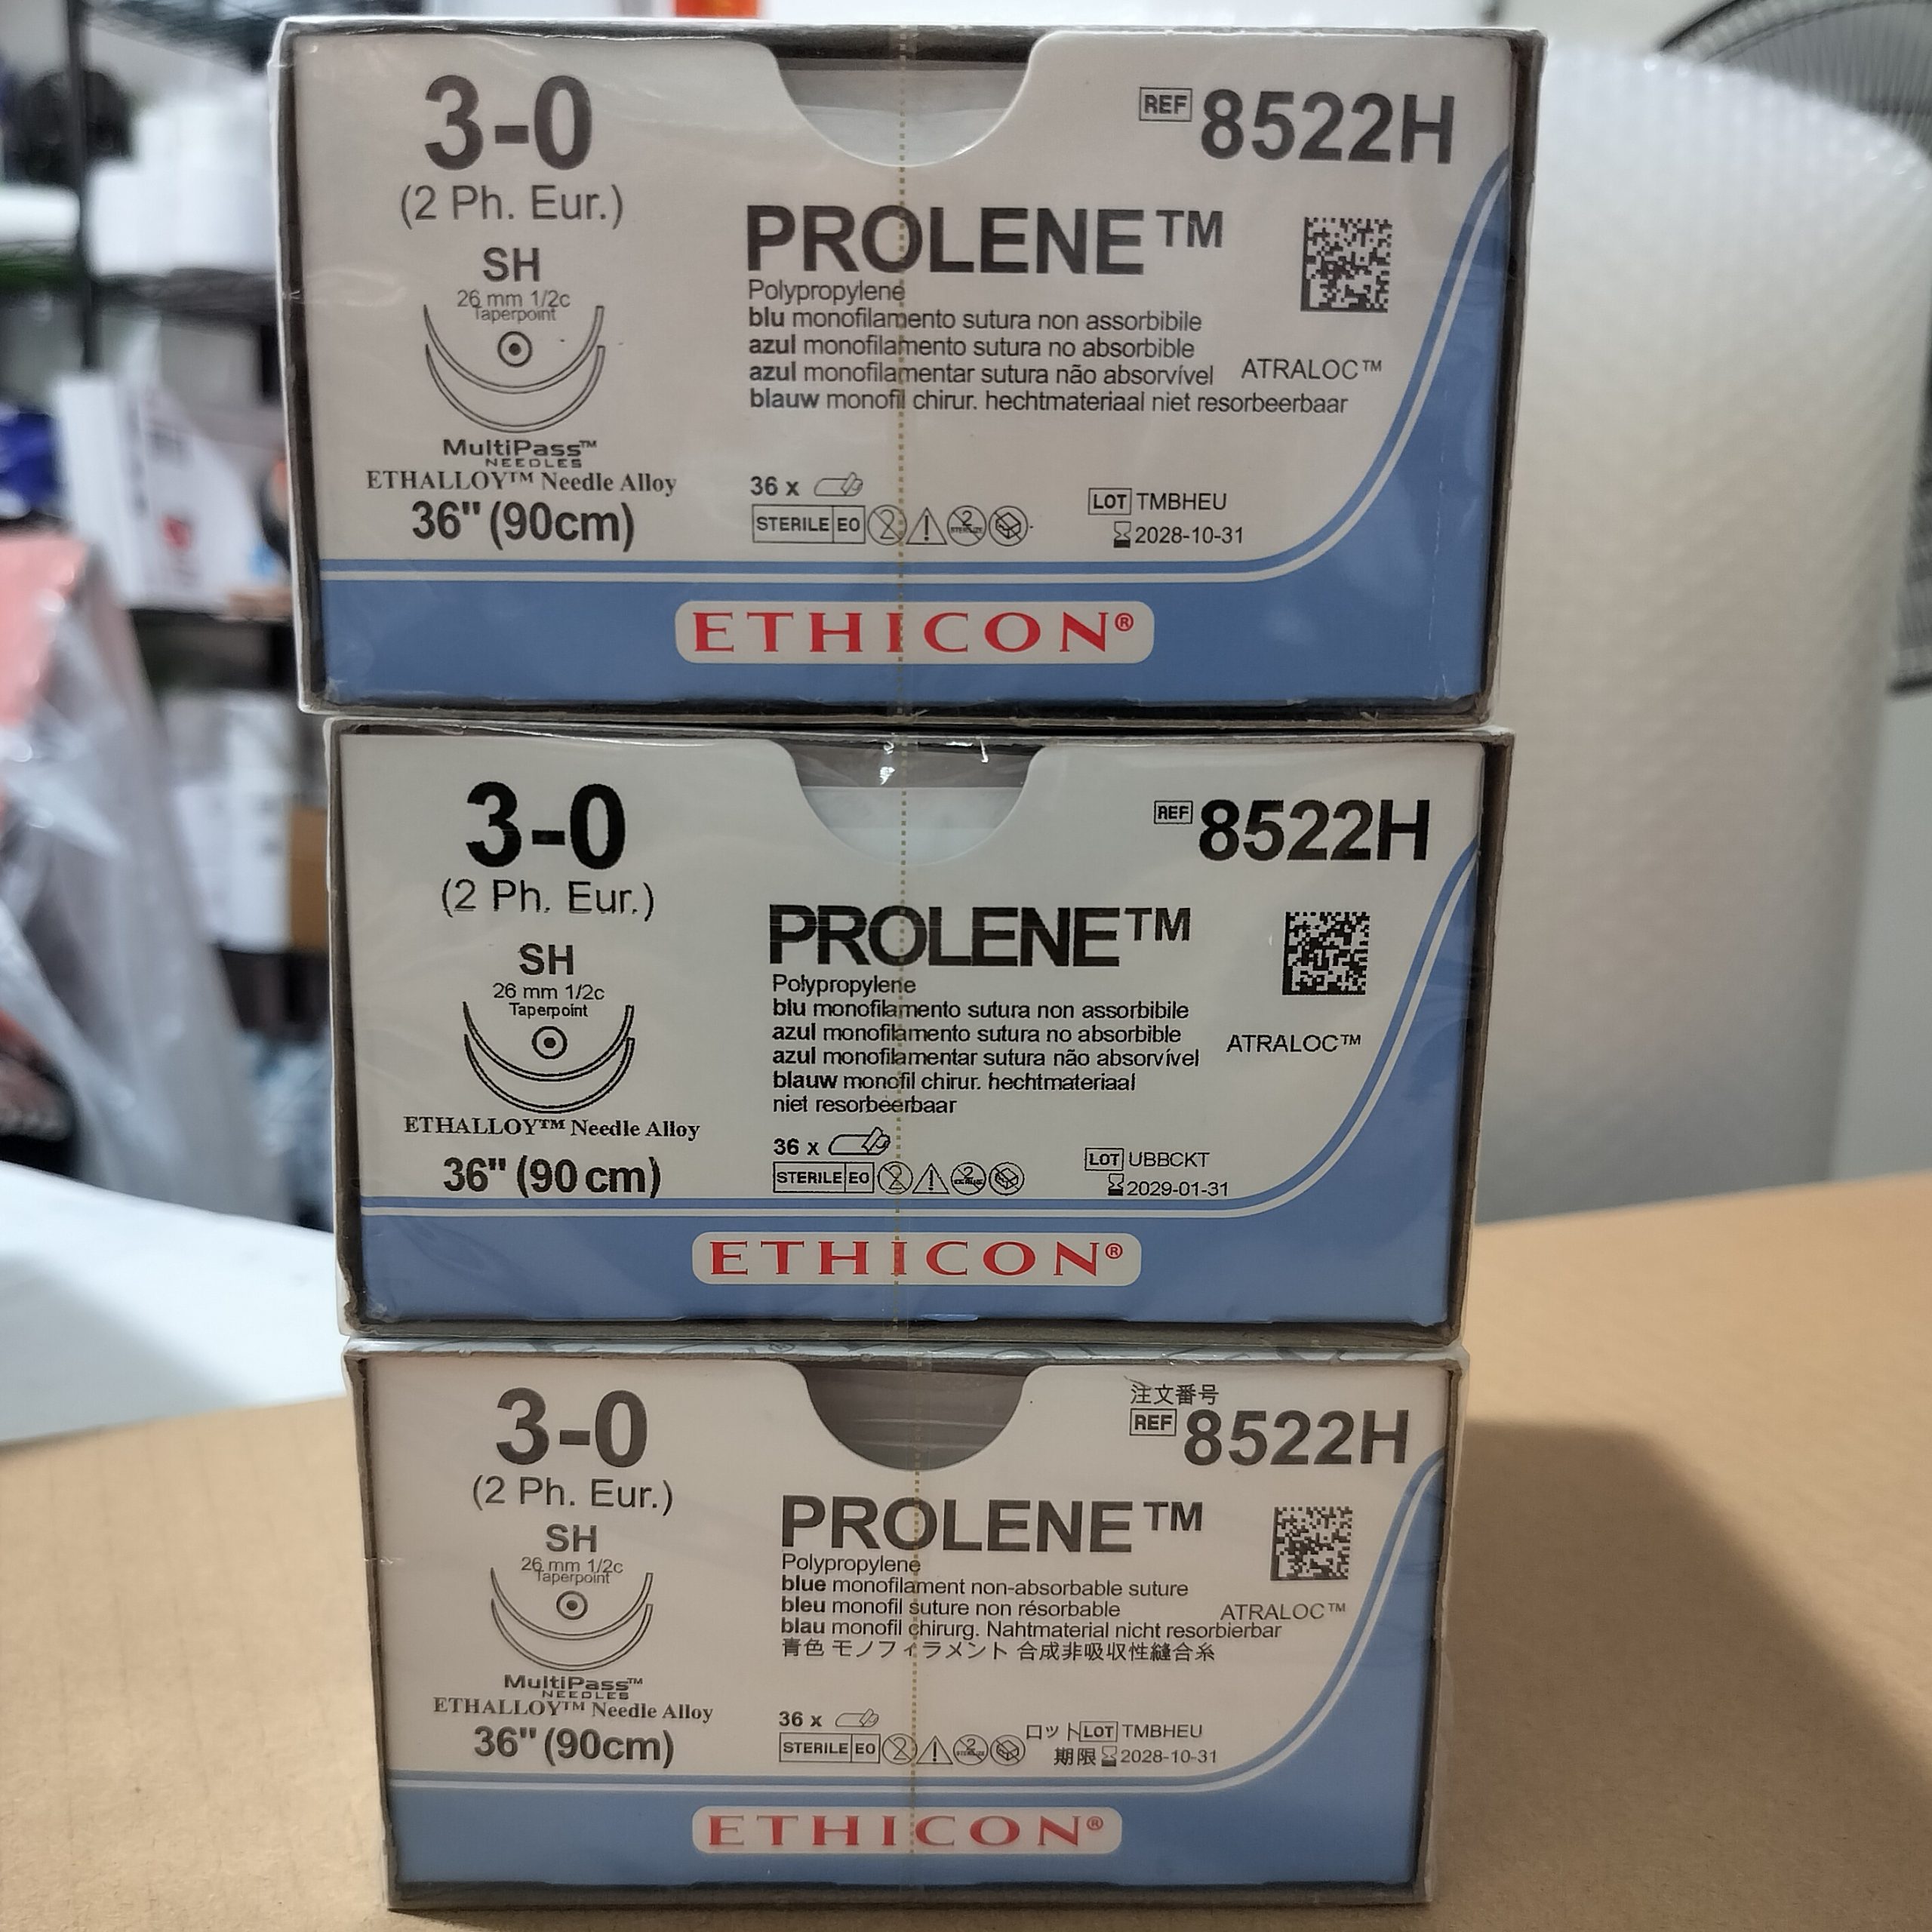 3-0
(2 Ph. Eur.)
SH
26 mm 1/2c
Taperpoint
MultiPass™
NEEDLES
ETHALLOY™ Needle Alloy
36" (90cm)
REF 8522H
PROLENE™
Polypropylene
blu monofilamento sutura non assorbibile
azul monofilamento sutura no absorbible
azul monofilamentar sutura não absorvível
blauw monofil chirur. hechtmateriaal niet resorbeerbaar
ATRALOC™
36 x
STERILE EO
LOT TMBHEU
2028-10-31
ETHICON®
3-0
(2 Ph. Eur.)
SH
26 mm 1/2c
Taperpoint
ETHALLOY™ Needle Alloy
36" (90 cm)
REF 8522H
PROLENE™
Polypropylene
blu monofilamento sutura non assorbibile
azul monofilamento sutura no absorbible
azul monofilamentar sutura não absorvível
blauw monofil chirur. hechtmateriaal
niet resorbeerbaar
ATRALOC™
36 x
STERILE EO
LOT UBBCKT
2029-01-31
ETHICON®
3-0
(2 Ph. Eur.)
SH
26 mm 1/2c
Taperpoint
MultiPass™
NEEDLES
ETHALLOY™ Needle Alloy
36" (90cm)
注文番号
REF 8522H
PROLENE™
Polypropylene
blue monofilament non-absorbable suture
bleu monofil suture non résorbable
blau monofil chirurg. Nahtmaterial nicht resorbierbar
青色 モノフィラメント 合成非吸収性縫合糸
ATRALOC™
36 x
STERILE EO
ロット LOT TMBHEU
期限 2028-10-31
ETHICON®